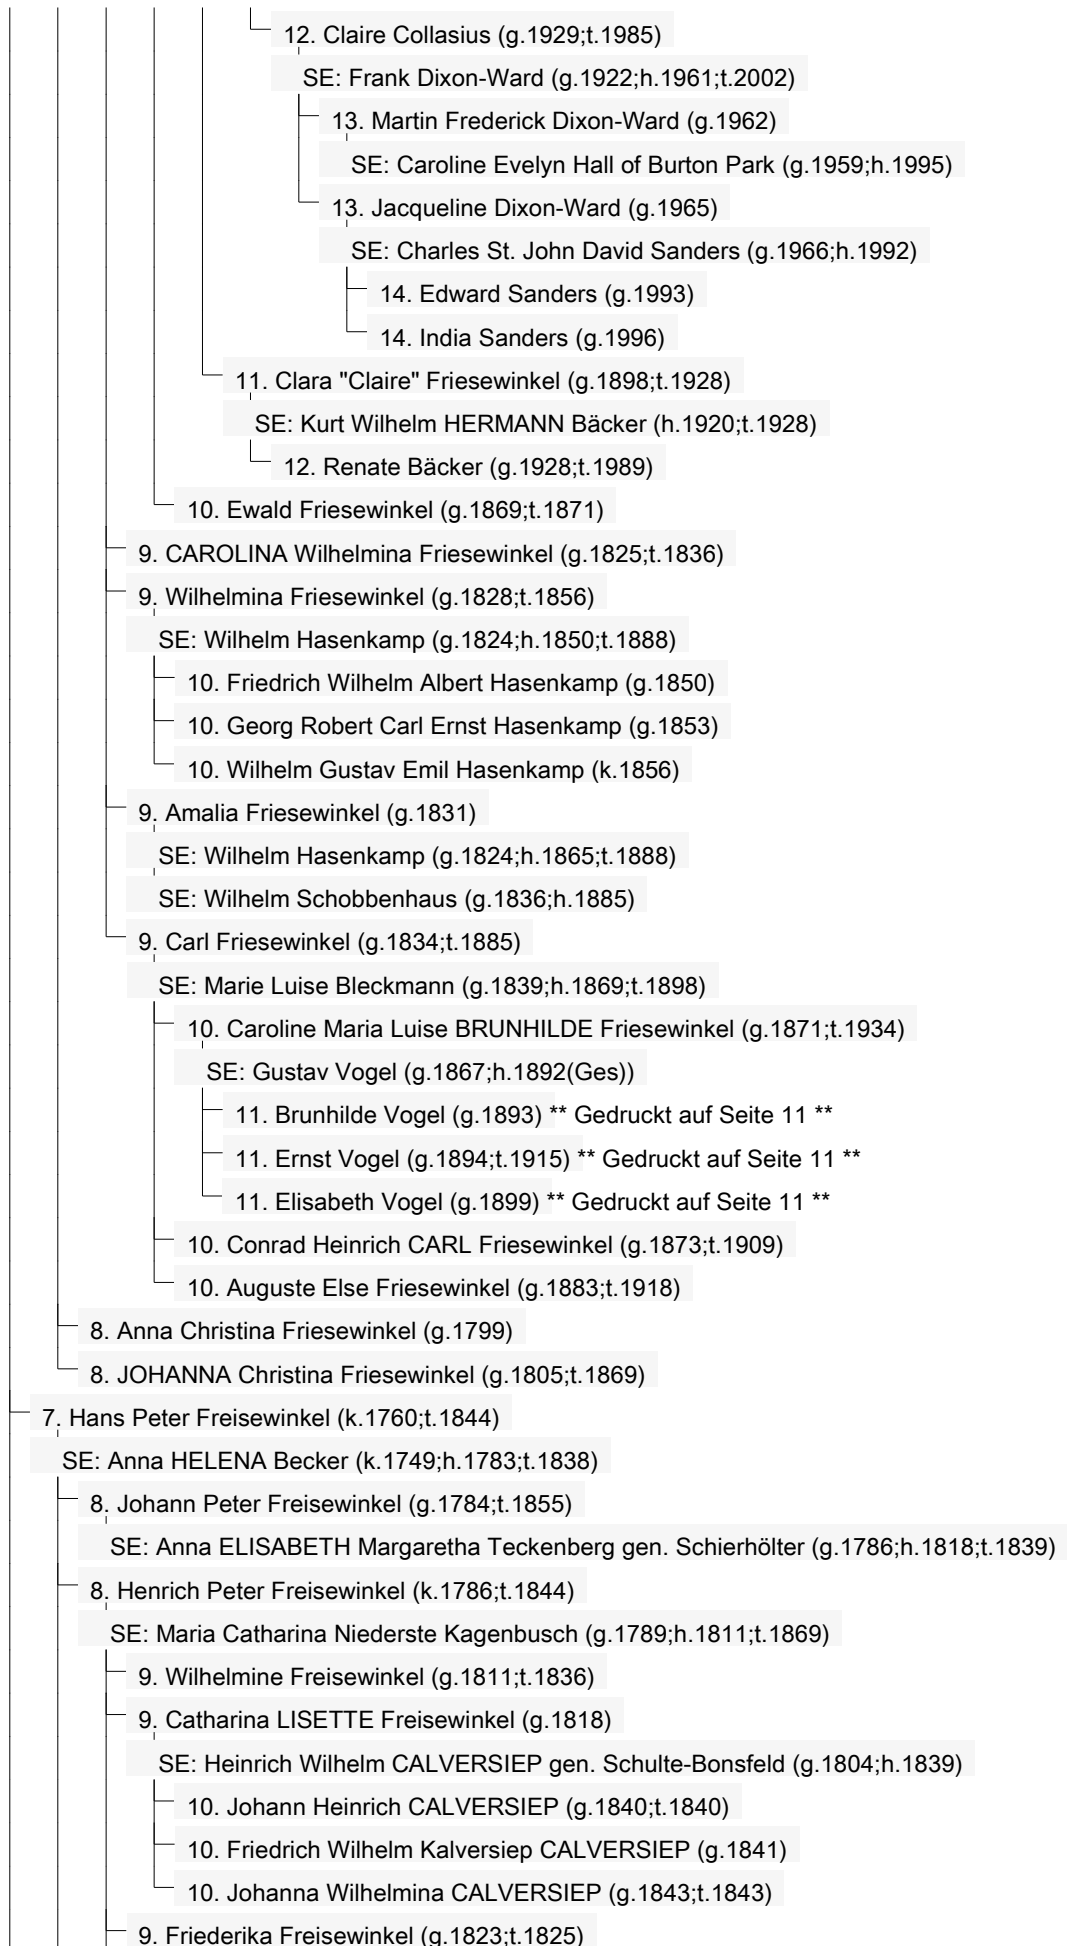 12. Claire Collasius (g.1929;t.1985)
SE: Frank Dixon-Ward (g.1922;h.1961;t.2002)
13. Martin Frederick Dixon-Ward (g.1962)
SE: Caroline Evelyn Hall of Burton Park (g.1959;h.1995)
13. Jacqueline Dixon-Ward (g.1965)
SE: Charles St. John David Sanders (g.1966;h.1992)
14. Edward Sanders (g.1993)
14. India Sanders (g.1996)
11. Clara "Claire" Friesewinkel (g.1898;t.1928)
SE: Kurt Wilhelm HERMANN Bäcker (h.1920;t.1928)
12. Renate Bäcker (g.1928;t.1989)
10. Ewald Friesewinkel (g.1869;t.1871)
9. CAROLINA Wilhelmina Friesewinkel (g.1825;t.1836)
9. Wilhelmina Friesewinkel (g.1828;t.1856)
SE: Wilhelm Hasenkamp (g.1824;h.1850;t.1888)
10. Friedrich Wilhelm Albert Hasenkamp (g.1850)
10. Georg Robert Carl Ernst Hasenkamp (g.1853)
10. Wilhelm Gustav Emil Hasenkamp (k.1856)
9. Amalia Friesewinkel (g.1831)
SE: Wilhelm Hasenkamp (g.1824;h.1865;t.1888)
SE: Wilhelm Schobbenhaus (g.1836;h.1885)
9. Carl Friesewinkel (g.1834;t.1885)
SE: Marie Luise Bleckmann (g.1839;h.1869;t.1898)
10. Caroline Maria Luise BRUNHILDE Friesewinkel (g.1871;t.1934)
SE: Gustav Vogel (g.1867;h.1892(Ges))
11. Brunhilde Vogel (g.1893) ** Gedruckt auf Seite 11 **
11. Ernst Vogel (g.1894;t.1915) ** Gedruckt auf Seite 11 **
11. Elisabeth Vogel (g.1899) ** Gedruckt auf Seite 11 **
10. Conrad Heinrich CARL Friesewinkel (g.1873;t.1909)
10. Auguste Else Friesewinkel (g.1883;t.1918)
8. Anna Christina Friesewinkel (g.1799)
8. JOHANNA Christina Friesewinkel (g.1805;t.1869)
7. Hans Peter Freisewinkel (k.1760;t.1844)
SE: Anna HELENA Becker (k.1749;h.1783;t.1838)
8. Johann Peter Freisewinkel (g.1784;t.1855)
SE: Anna ELISABETH Margaretha Teckenberg gen. Schierhölter (g.1786;h.1818;t.1839)
8. Henrich Peter Freisewinkel (k.1786;t.1844)
SE: Maria Catharina Niederste Kagenbusch (g.1789;h.1811;t.1869)
9. Wilhelmine Freisewinkel (g.1811;t.1836)
9. Catharina LISETTE Freisewinkel (g.1818)
SE: Heinrich Wilhelm CALVERSIEP gen. Schulte-Bonsfeld (g.1804;h.1839)
10. Johann Heinrich CALVERSIEP (g.1840;t.1840)
10. Friedrich Wilhelm Kalversiep CALVERSIEP (g.1841)
10. Johanna Wilhelmina CALVERSIEP (g.1843;t.1843)
9. Friederika Freisewinkel (g.1823;t.1825)